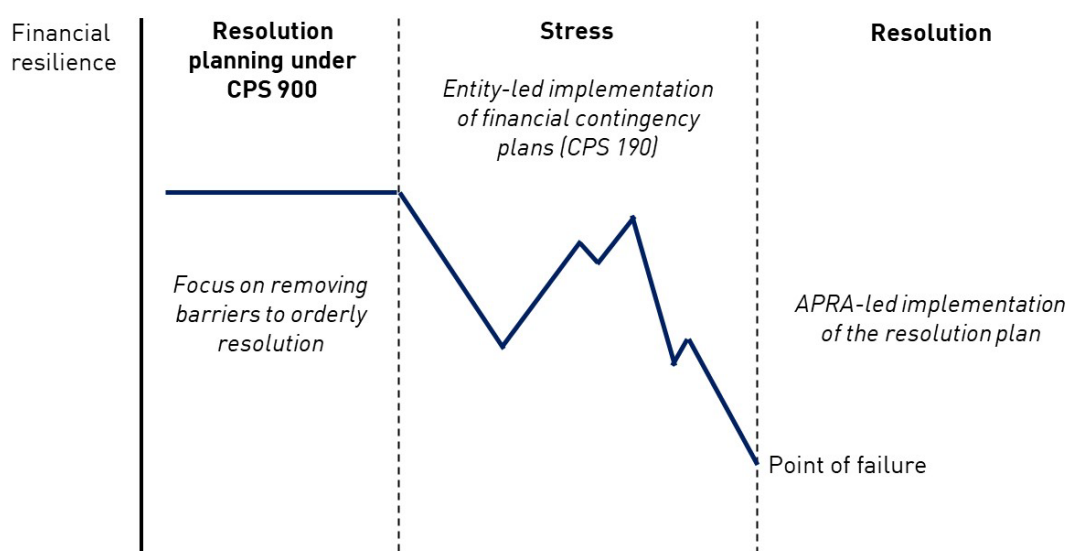 Financial
resilience
Resolution
planning under
CPS 900
Stress
Resolution
Entity-led implementation
of financial contingency
plans (CPS 190)
Focus on removing
barriers to orderly
resolution
APRA-led implementation
of the resolution plan
Point of failure